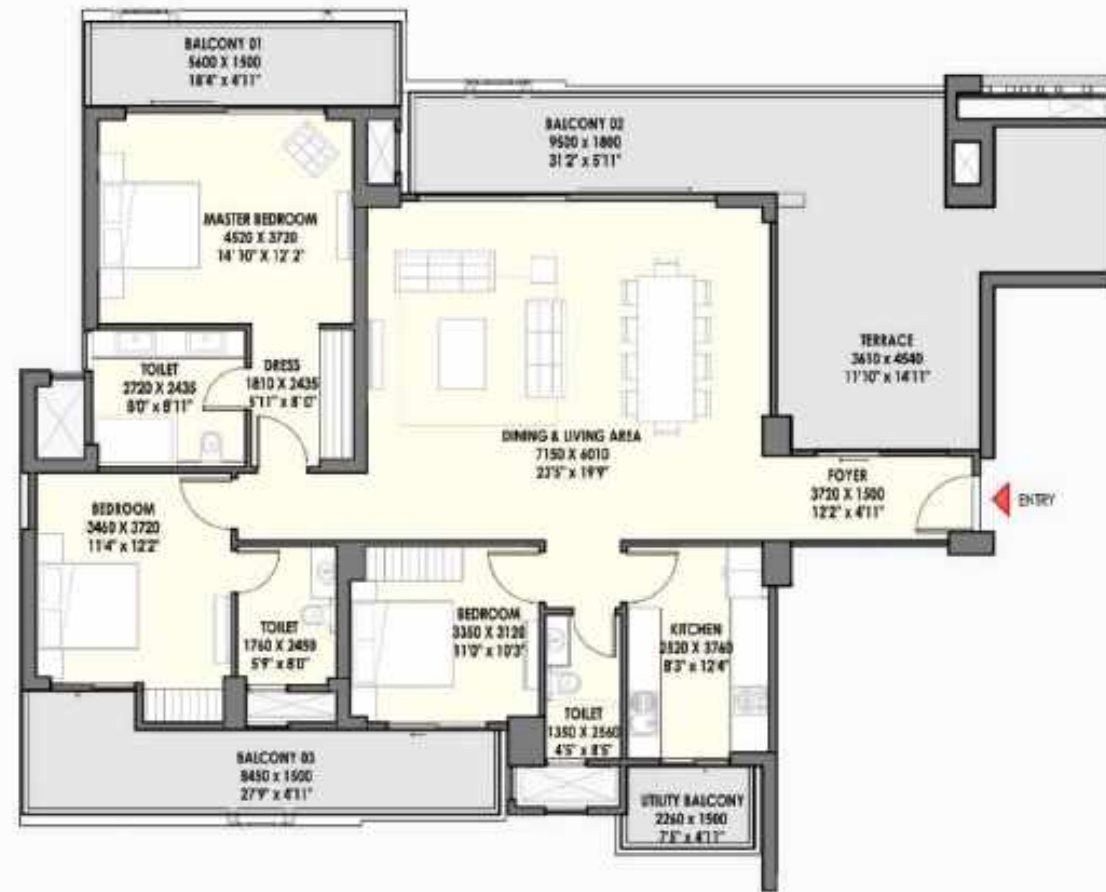 BALCONY 01
5600 X 1500
18'4" x 4'11"
BALCONY 02
9500 x 1800
31'2" x 5'11"
MASTER BEDROOM
4520 X 3720
14' 10" X 12' 2"
TERRACE
3610 x 4540
11'10" x 14'11"
TOILET
2720 X 2435
8'0" x 8'11"
DRESS
1810 X 2435
5'11" x 8' 0"
DINING & LIVING AREA
7150 X 6010
23'5" x 19'9"
FOYER
3720 X 1500
12'2" x 4'11"
ENTRY
BEDROOM
3460 X 3720
11'4" x 12'2"
TOILET
1760 X 2450
5'9" x 8'0"
BEDROOM
3350 X 3120
11'0" x 10'3"
KITCHEN
2520 X 3760
8'3" x 12'4"
TOILET
1350 X 2560
4'5" x 8'5"
BALCONY 03
8450 x 1500
27'9" x 4'11"
UTILITY BALCONY
2260 x 1500
7'5" x 4'11"